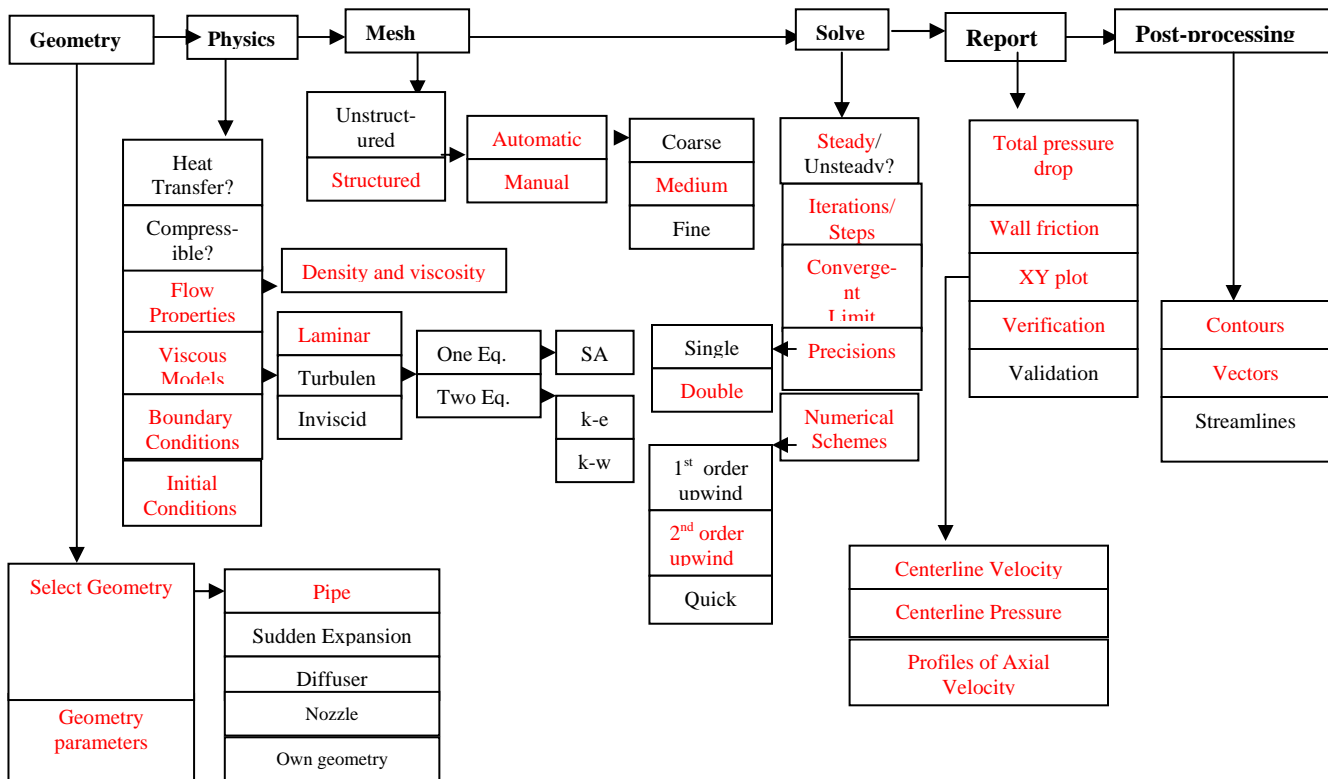 Geometry
Physics
Mesh
Solve
Report
Post-processing
Heat
Transfer?
Compress-
ible?
Flow
Properties
Viscous
Models
Boundary
Conditions
Initial
Conditions
Density and viscosity
Laminar
Turbulen
Inviscid
One Eq.
Two Eq.
SA
k-e
k-w
Unstruct-
ured
Structured
Automatic
Manual
Coarse
Medium
Fine
Steady/
Unsteady?
Iterations/
Steps
Converge-
ent
Limit
Precisions
Numerical
Schemes
Single
Double
1st order
upwind
2nd order
upwind
Quick
Total pressure
drop
Wall friction
XY plot
Verification
Validation
Centerline Velocity
Centerline Pressure
Profiles of Axial
Velocity
Contours
Vectors
Streamlines
Select Geometry
Geometry
parameters
Pipe
Sudden Expansion
Diffuser
Nozzle
Own geometry